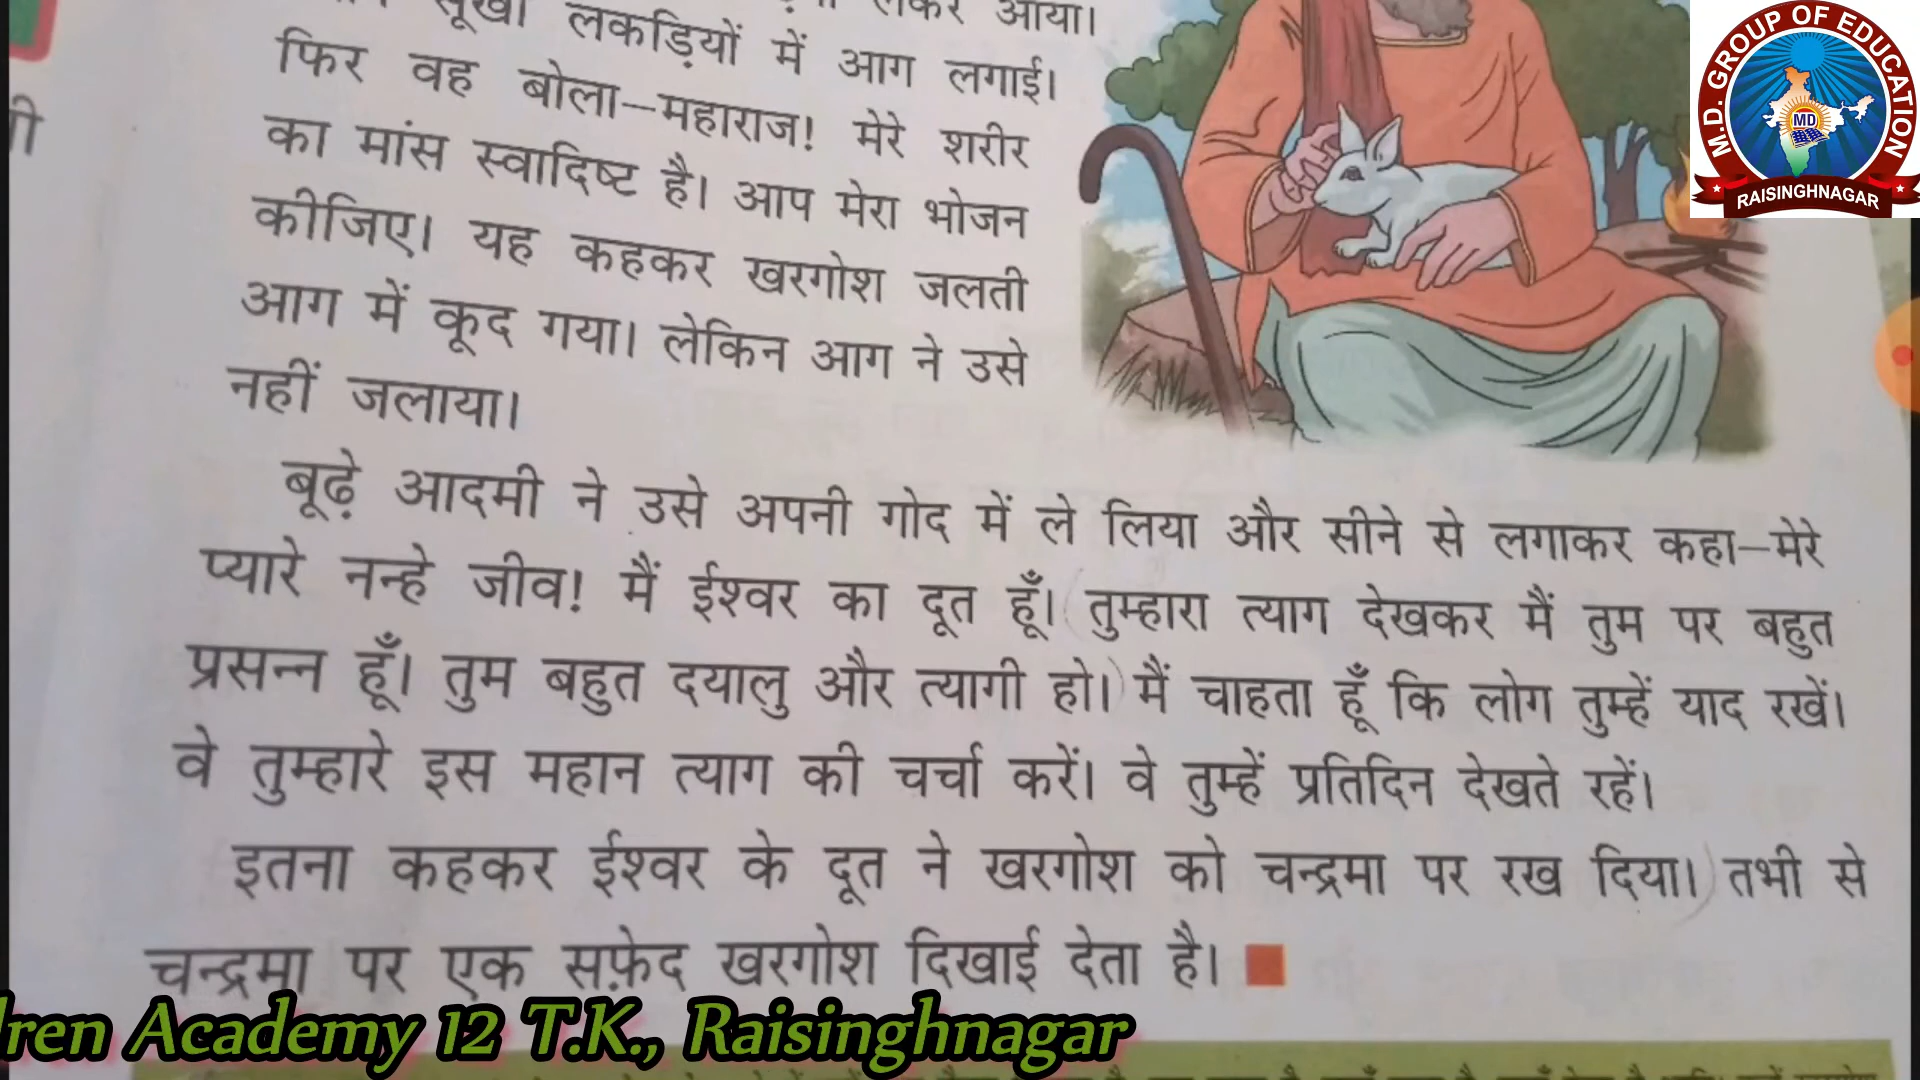 लेकर आया।
सूखी लकड़ियों में आग लगाई।
फिर वह बोला—महाराज! मेरे शरीर
का मांस स्वादिष्ट है। आप मेरा भोजन
कीजिए। यह कहकर खरगोश जलती
आग में कूद गया। लेकिन आग ने उसे
नहीं जलाया।
बूढ़े आदमी ने उसे अपनी गोद में ले लिया और सीने से लगाकर कहा—मेरे
प्यारे नन्हे जीव! मैं ईश्वर का दूत हूँ। तुम्हारा त्याग देखकर मैं तुम पर बहुत
प्रसन्न हूँ। तुम बहुत दयालु और त्यागी हो। मैं चाहता हूँ कि लोग तुम्हें याद रखें।
वे तुम्हारे इस महान त्याग की चर्चा करें। वे तुम्हें प्रतिदिन देखते रहें।
इतना कहकर ईश्वर के दूत ने खरगोश को चन्द्रमा पर रख दिया। तभी से
चन्द्रमा पर एक सफ़ेद खरगोश दिखाई देता है।
M.D. GROUP OF EDUCATION
MD
RAISINGHNAGAR
Academy 12 T.K., Raisinghnagar